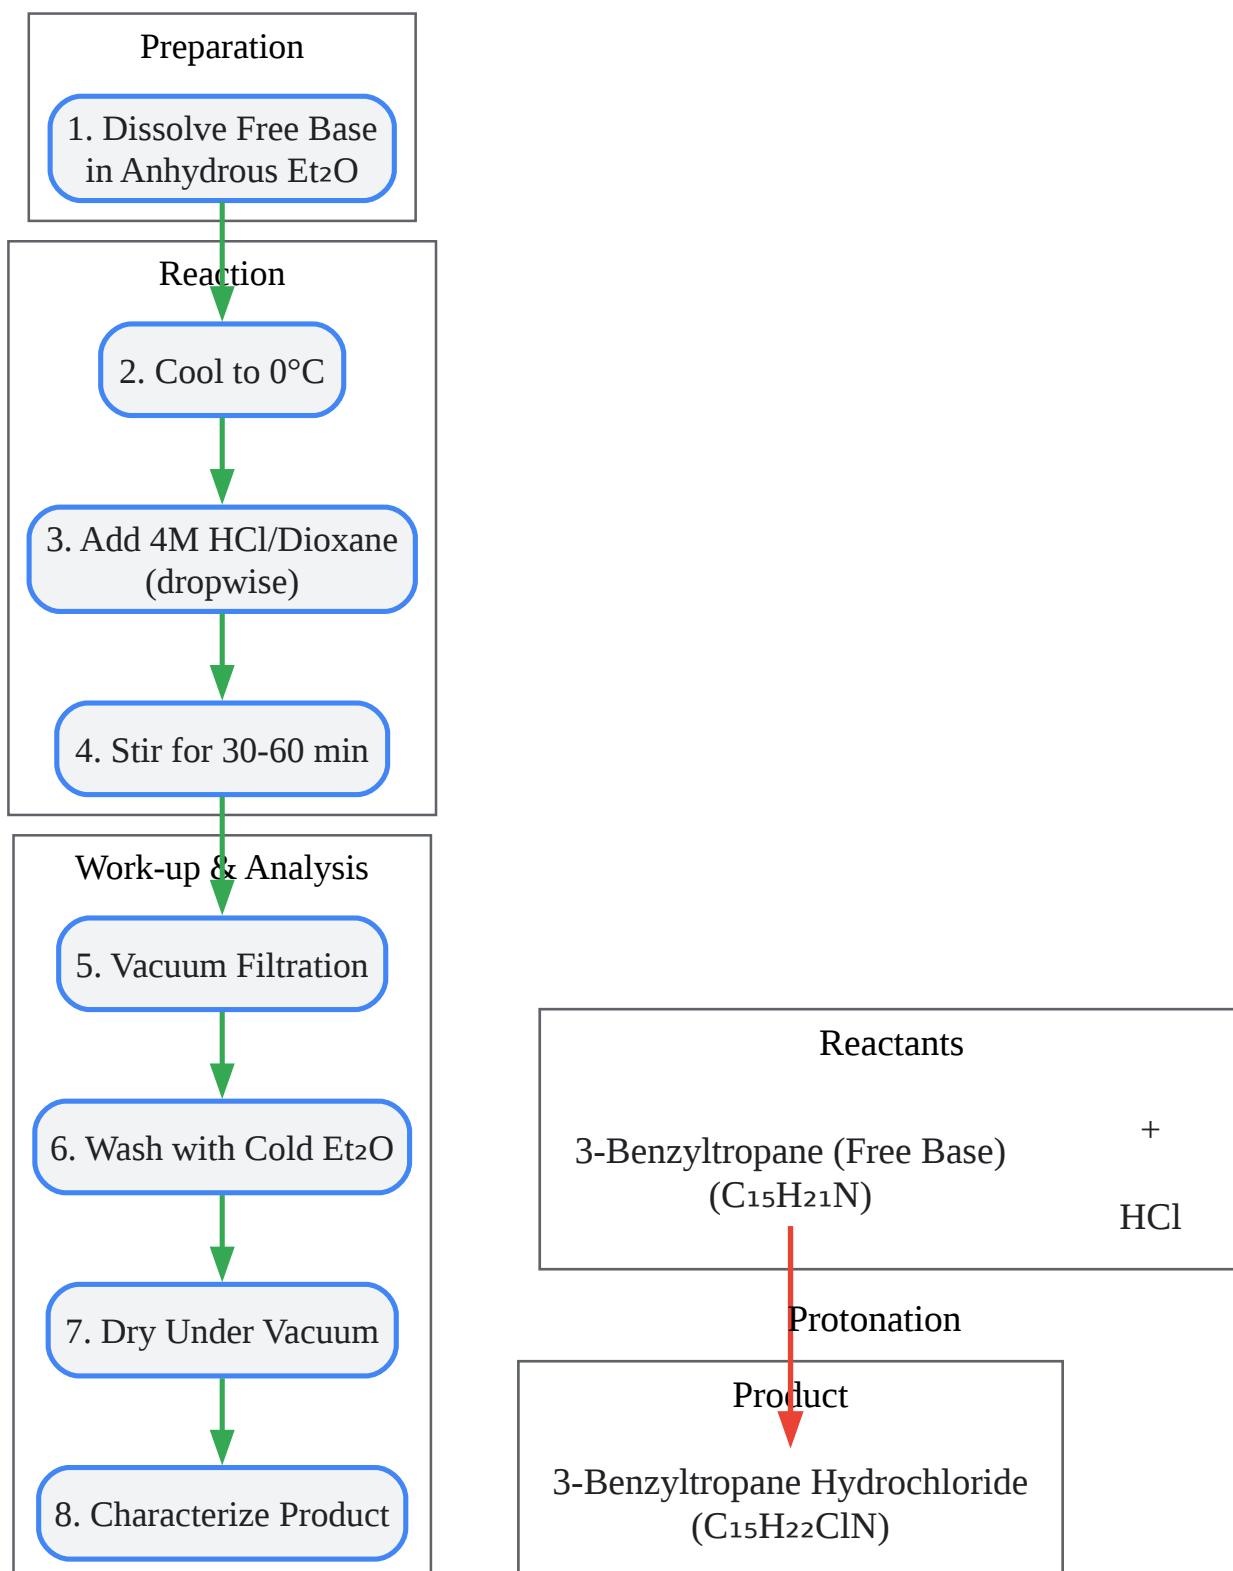 Preparation
1. Dissolve Free Base
in Anhydrous Et₂O
Reaction
2. Cool to 0°C
3. Add 4M HCl/Dioxane
(dropwise)
4. Stir for 30-60 min
Work-up & Analysis
5. Vacuum Filtration
6. Wash with Cold Et₂O
7. Dry Under Vacuum
8. Characterize Product
Reactants
3-Benzyltropane (Free Base)
(C₁₅H₂₁N)
+
HCl
Protonation
Product
3-Benzyltropane Hydrochloride
(C₁₅H₂₂ClN)